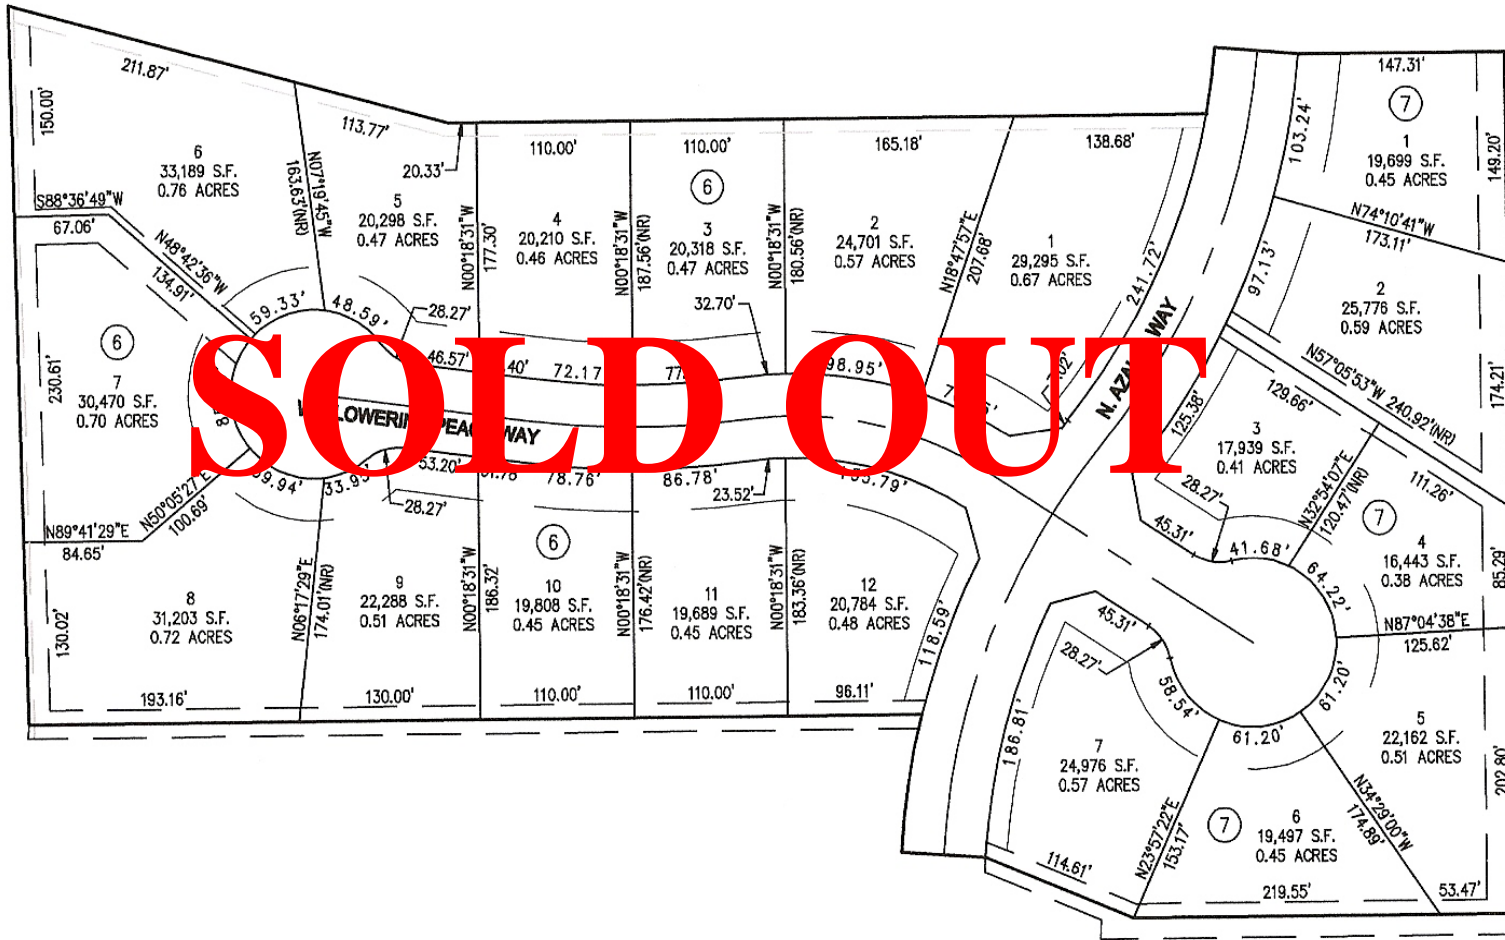 211.87'
150.00'
6
33,189 S.F.
0.76 ACRES
S88°36'49"W
67.06'
N48°42'36"W
134.91'
N07°19'45"W
163.63'(NR)
113.77'
20.33'
5
20,298 S.F.
0.47 ACRES
N00°18'31"W
177.30'
110.00'
4
20,210 S.F.
0.46 ACRES
N00°18'31"W
187.56'(NR)
110.00'
6
3
20,318 S.F.
0.47 ACRES
N00°18'31"W
180.56'(NR)
165.18'
2
24,701 S.F.
0.57 ACRES
N18°47'57"E
207.68'
138.68'
1
29,295 S.F.
0.67 ACRES
241.72'
103.24'
147.31'
7
1
19,699 S.F.
0.45 ACRES
149.20'
N74°10'41"W
173.11'
97.13'
2
25,776 S.F.
0.59 ACRES
174.21'
N57°05'53"W 240.92'(NR)
59.33'
48.59'
28.27'
32.70'
46.57'
72.17
98.95'
SOLD OUT
WAY
N.
WAY
6
7
30,470 S.F.
0.70 ACRES
230.61'
N50°05'27"E
100.69'
N89°41'29"E
84.65'
33.93'
53.20'
78.76'
86.78'
23.52'
28.27'
125.38'
129.66'
3
17,939 S.F.
0.41 ACRES
28.27'
45.31'
41.68'
N32°54'07"E
120.47'(NR)
111.26'
7
4
16,443 S.F.
0.38 ACRES
85.29'
64.22'
N87°04'38"E
125.62'
130.02'
8
31,203 S.F.
0.72 ACRES
193.16'
N06°17'29"E
174.01'(NR)
9
22,288 S.F.
0.51 ACRES
130.00'
N00°18'31"W
186.32'
6
10
19,808 S.F.
0.45 ACRES
110.00'
N00°18'31"W
176.42'(NR)
11
19,689 S.F.
0.45 ACRES
110.00'
N00°18'31"W
183.36'(NR)
12
20,784 S.F.
0.48 ACRES
96.11'
118.59'
45.31'
28.27'
58.54'
61.20'
61.20'
186.81'
7
24,976 S.F.
0.57 ACRES
114.61'
N23°57'22"E
153.17'
7
6
19,497 S.F.
0.45 ACRES
219.55'
N34°29'00"W
174.89'
5
22,162 S.F.
0.51 ACRES
202.80'
53.47'